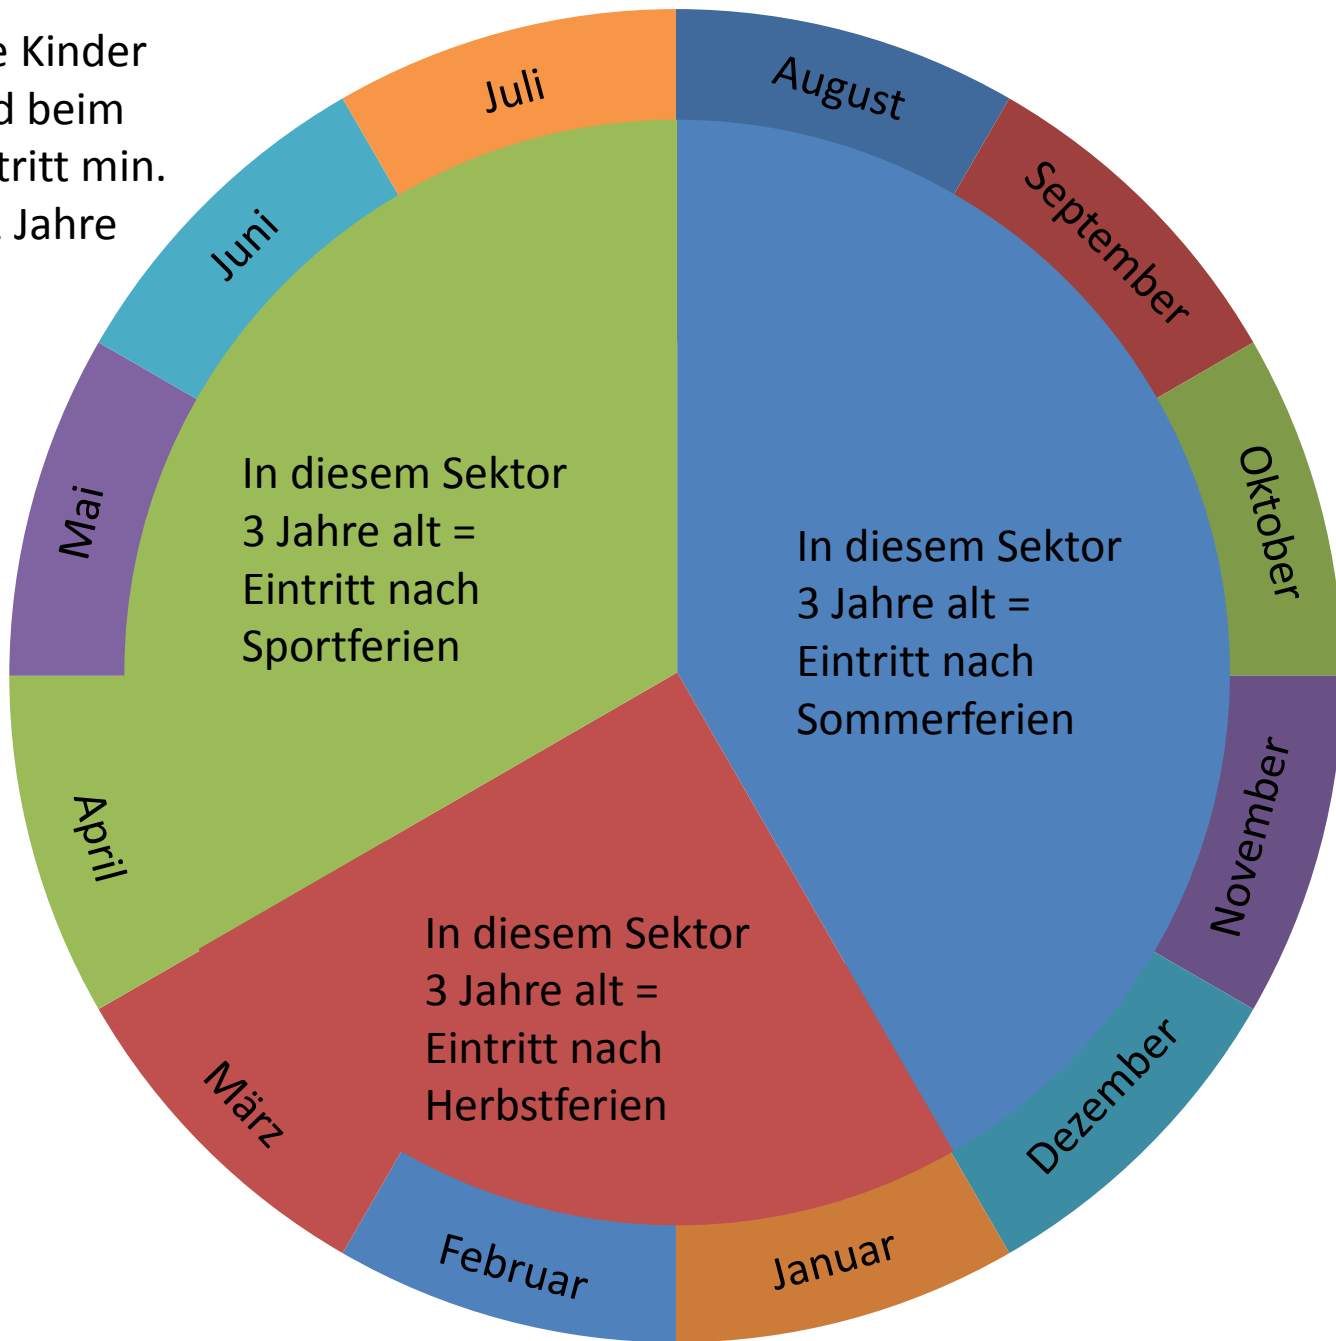 Kinder
beim
min.
Jahre
Juli
August
September
Oktober
November
Dezember
Januar
Februar
März
April
Mai
Juni
In diesem Sektor
3 Jahre alt =
Eintritt nach
Sportferien
In diesem Sektor
3 Jahre alt =
Eintritt nach
Sommerferien
In diesem Sektor
3 Jahre alt =
Eintritt nach
Herbstferien